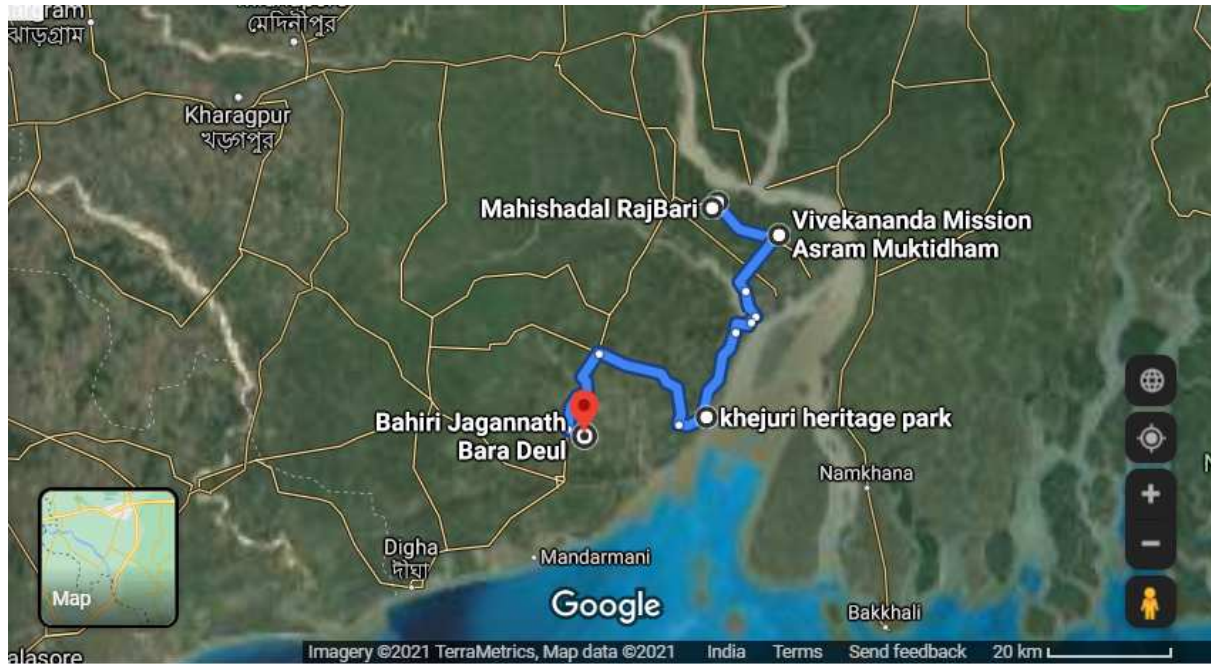 ঝাড়গ্রাম
মেদিনীপুর
Kharagpur
খড়গপুর
Mahishadal RajBari
Vivekananda Mission
Asram Muktidham
Bahiri Jagannath
Bara Deul
khejuri heritage park
Namkhana
Digha
দীঘা
Mandarmani
Map
Google
Bakkhali
alasore
Imagery ©2021 TerraMetrics, Map data ©2021 India Terms Send feedback 20 km